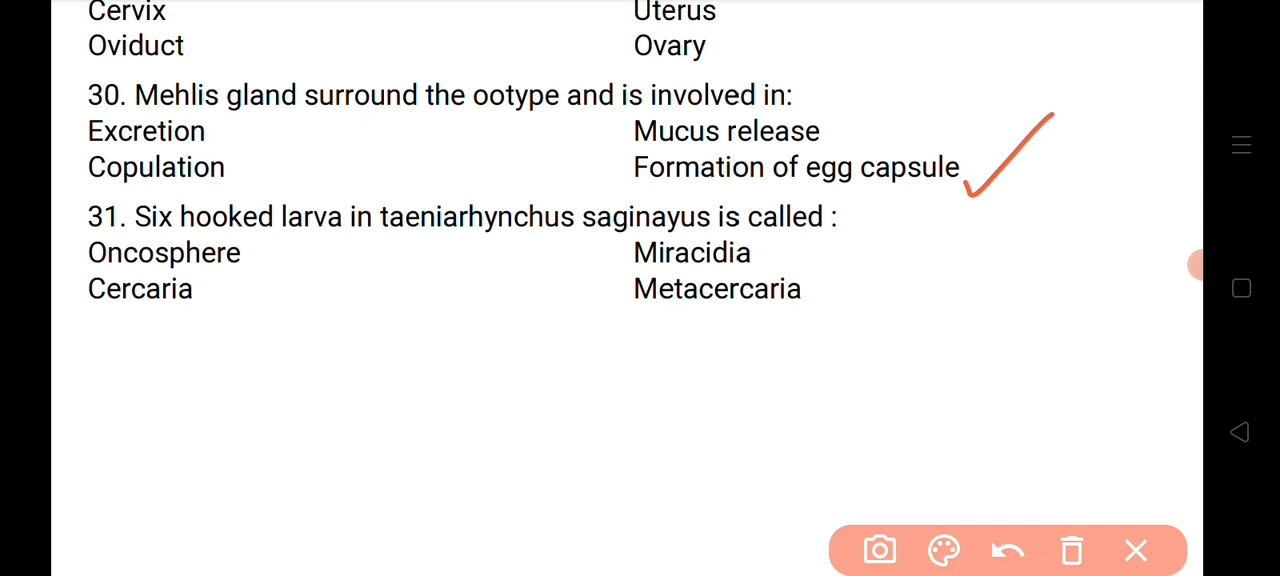 Cervix Uterus
Oviduct Ovary
30. Mehlis gland surround the ootype and is involved in:
Excretion Mucus release
Copulation Formation of egg capsule
31. Six hooked larva in taeniarhynchus saginayus is called :
Oncosphere Miracidia
Cercaria Metacercaria